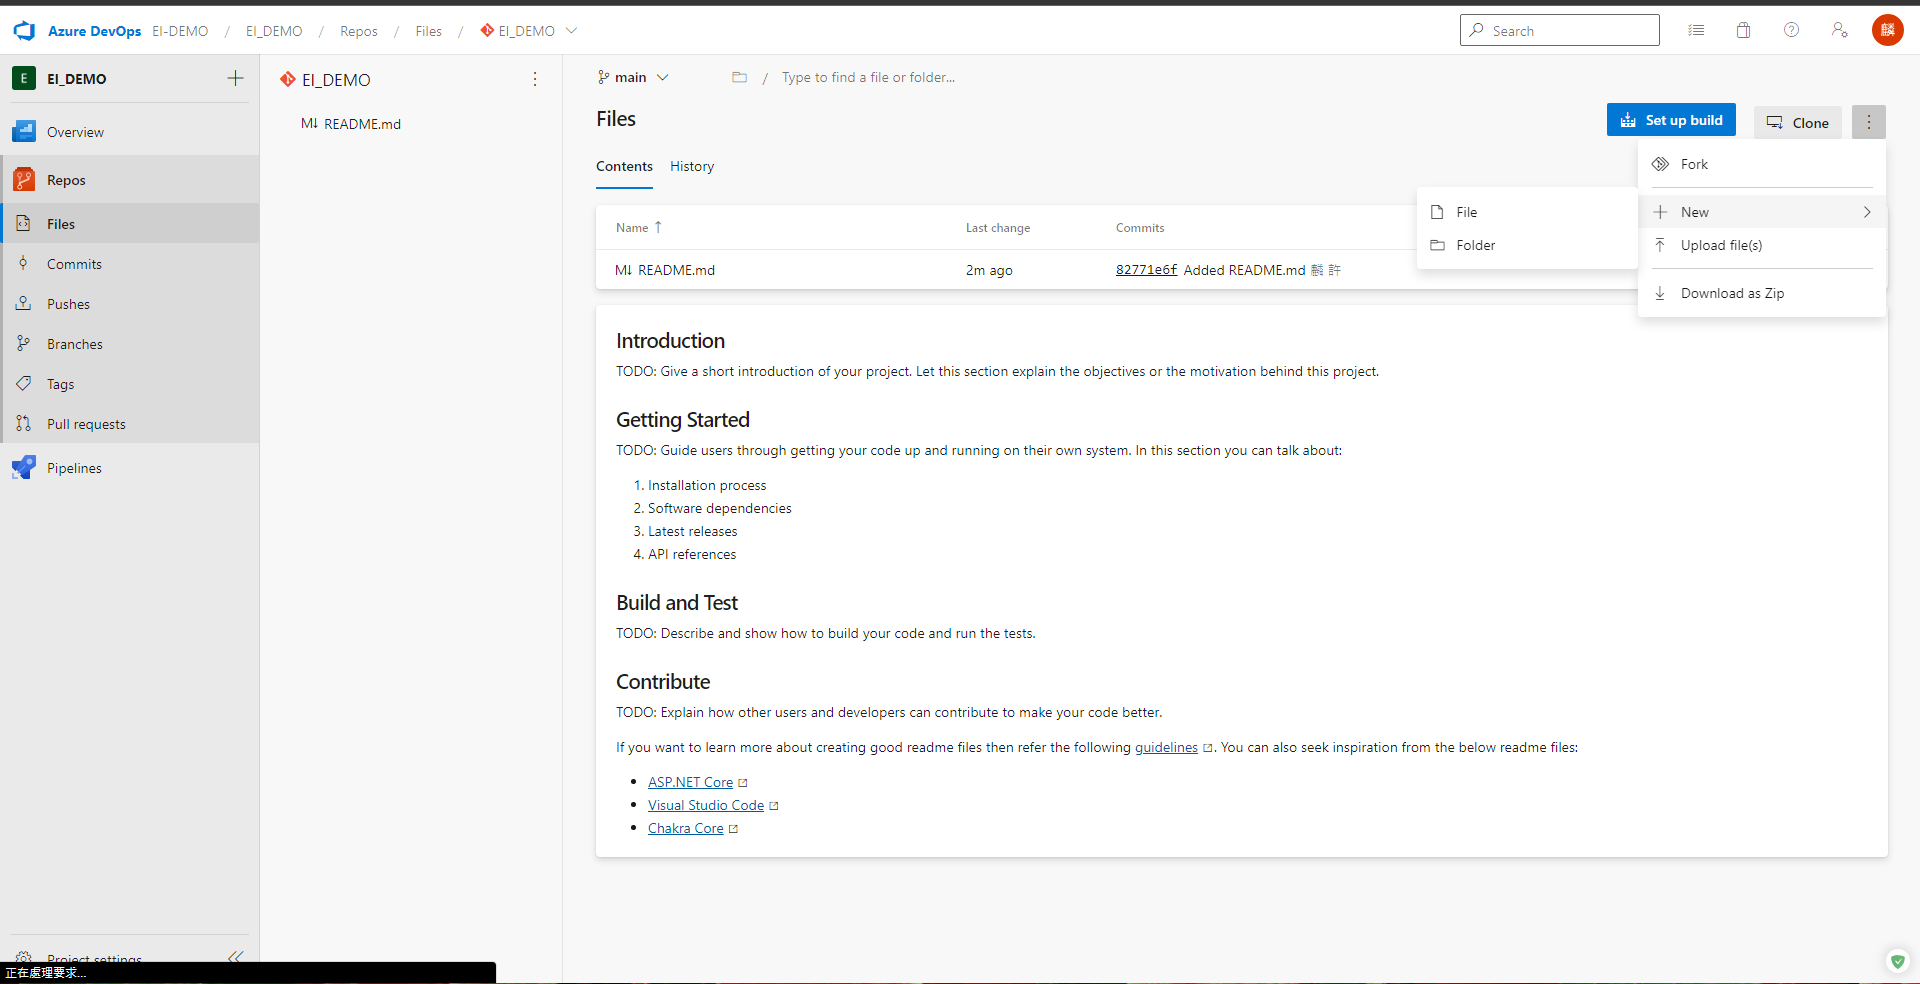 Azure DevOps EI-DEMO / EI_DEMO / Repos / Files / EI_DEMO
Search
麟
E EI_DEMO
Overview
Repos
Files
Commits
Pushes
Branches
Tags
Pull requests
Pipelines
Project settings
正在處理要求...
EI_DEMO
README.md
main
/ Type to find a file or folder...
Files
Set up build
Clone
Contents History
Fork
New
Upload file(s)
Download as Zip
File
Folder
Name Last change Commits
README.md 2m ago 82771e6f Added README.md 麟 許
Introduction
TODO: Give a short introduction of your project. Let this section explain the objectives or the motivation behind this project.
Getting Started
TODO: Guide users through getting your code up and running on their own system. In this section you can talk about:
1. Installation process
2. Software dependencies
3. Latest releases
4. API references
Build and Test
TODO: Describe and show how to build your code and run the tests.
Contribute
TODO: Explain how other users and developers can contribute to make your code better.
If you want to learn more about creating good readme files then refer the following guidelines. You can also seek inspiration from the below readme files:
ASP.NET Core
Visual Studio Code
Chakra Core